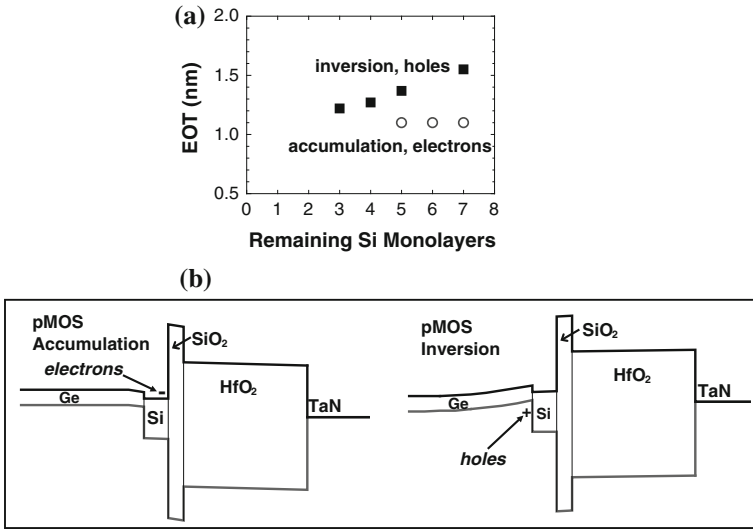 (a)
2.0
1.5
1.0
0.5
EOT (nm)
inversion, holes
accumulation, electrons
0 1 2 3 4 5 6 7 8
Remaining Si Monolayers
(b)
pMOS
Accumulation
electrons
-
SiO₂
HfO₂
Ge
Si
TaN
pMOS
Inversion
SiO₂
HfO₂
Ge
+
Si
TaN
holes